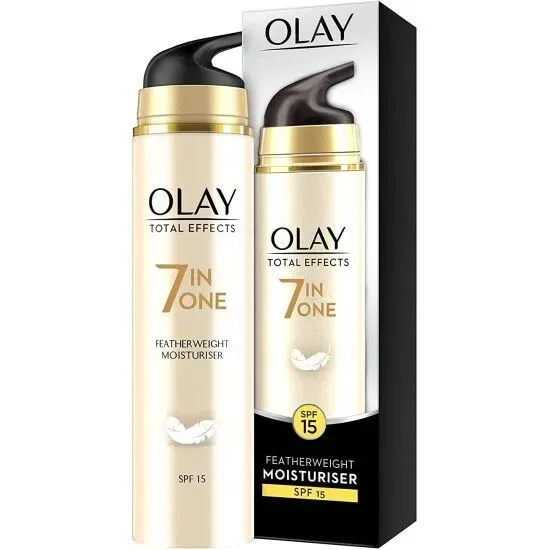 OLAY
TOTAL EFFECTS
7 IN
ONE
FEATHERWEIGHT
MOISTURISER
SPF 15
OLAY
OLAY
TOTAL EFFECTS
7 IN
ONE
SPF
15
FEATHERWEIGHT
MOISTURISER
SPF 15